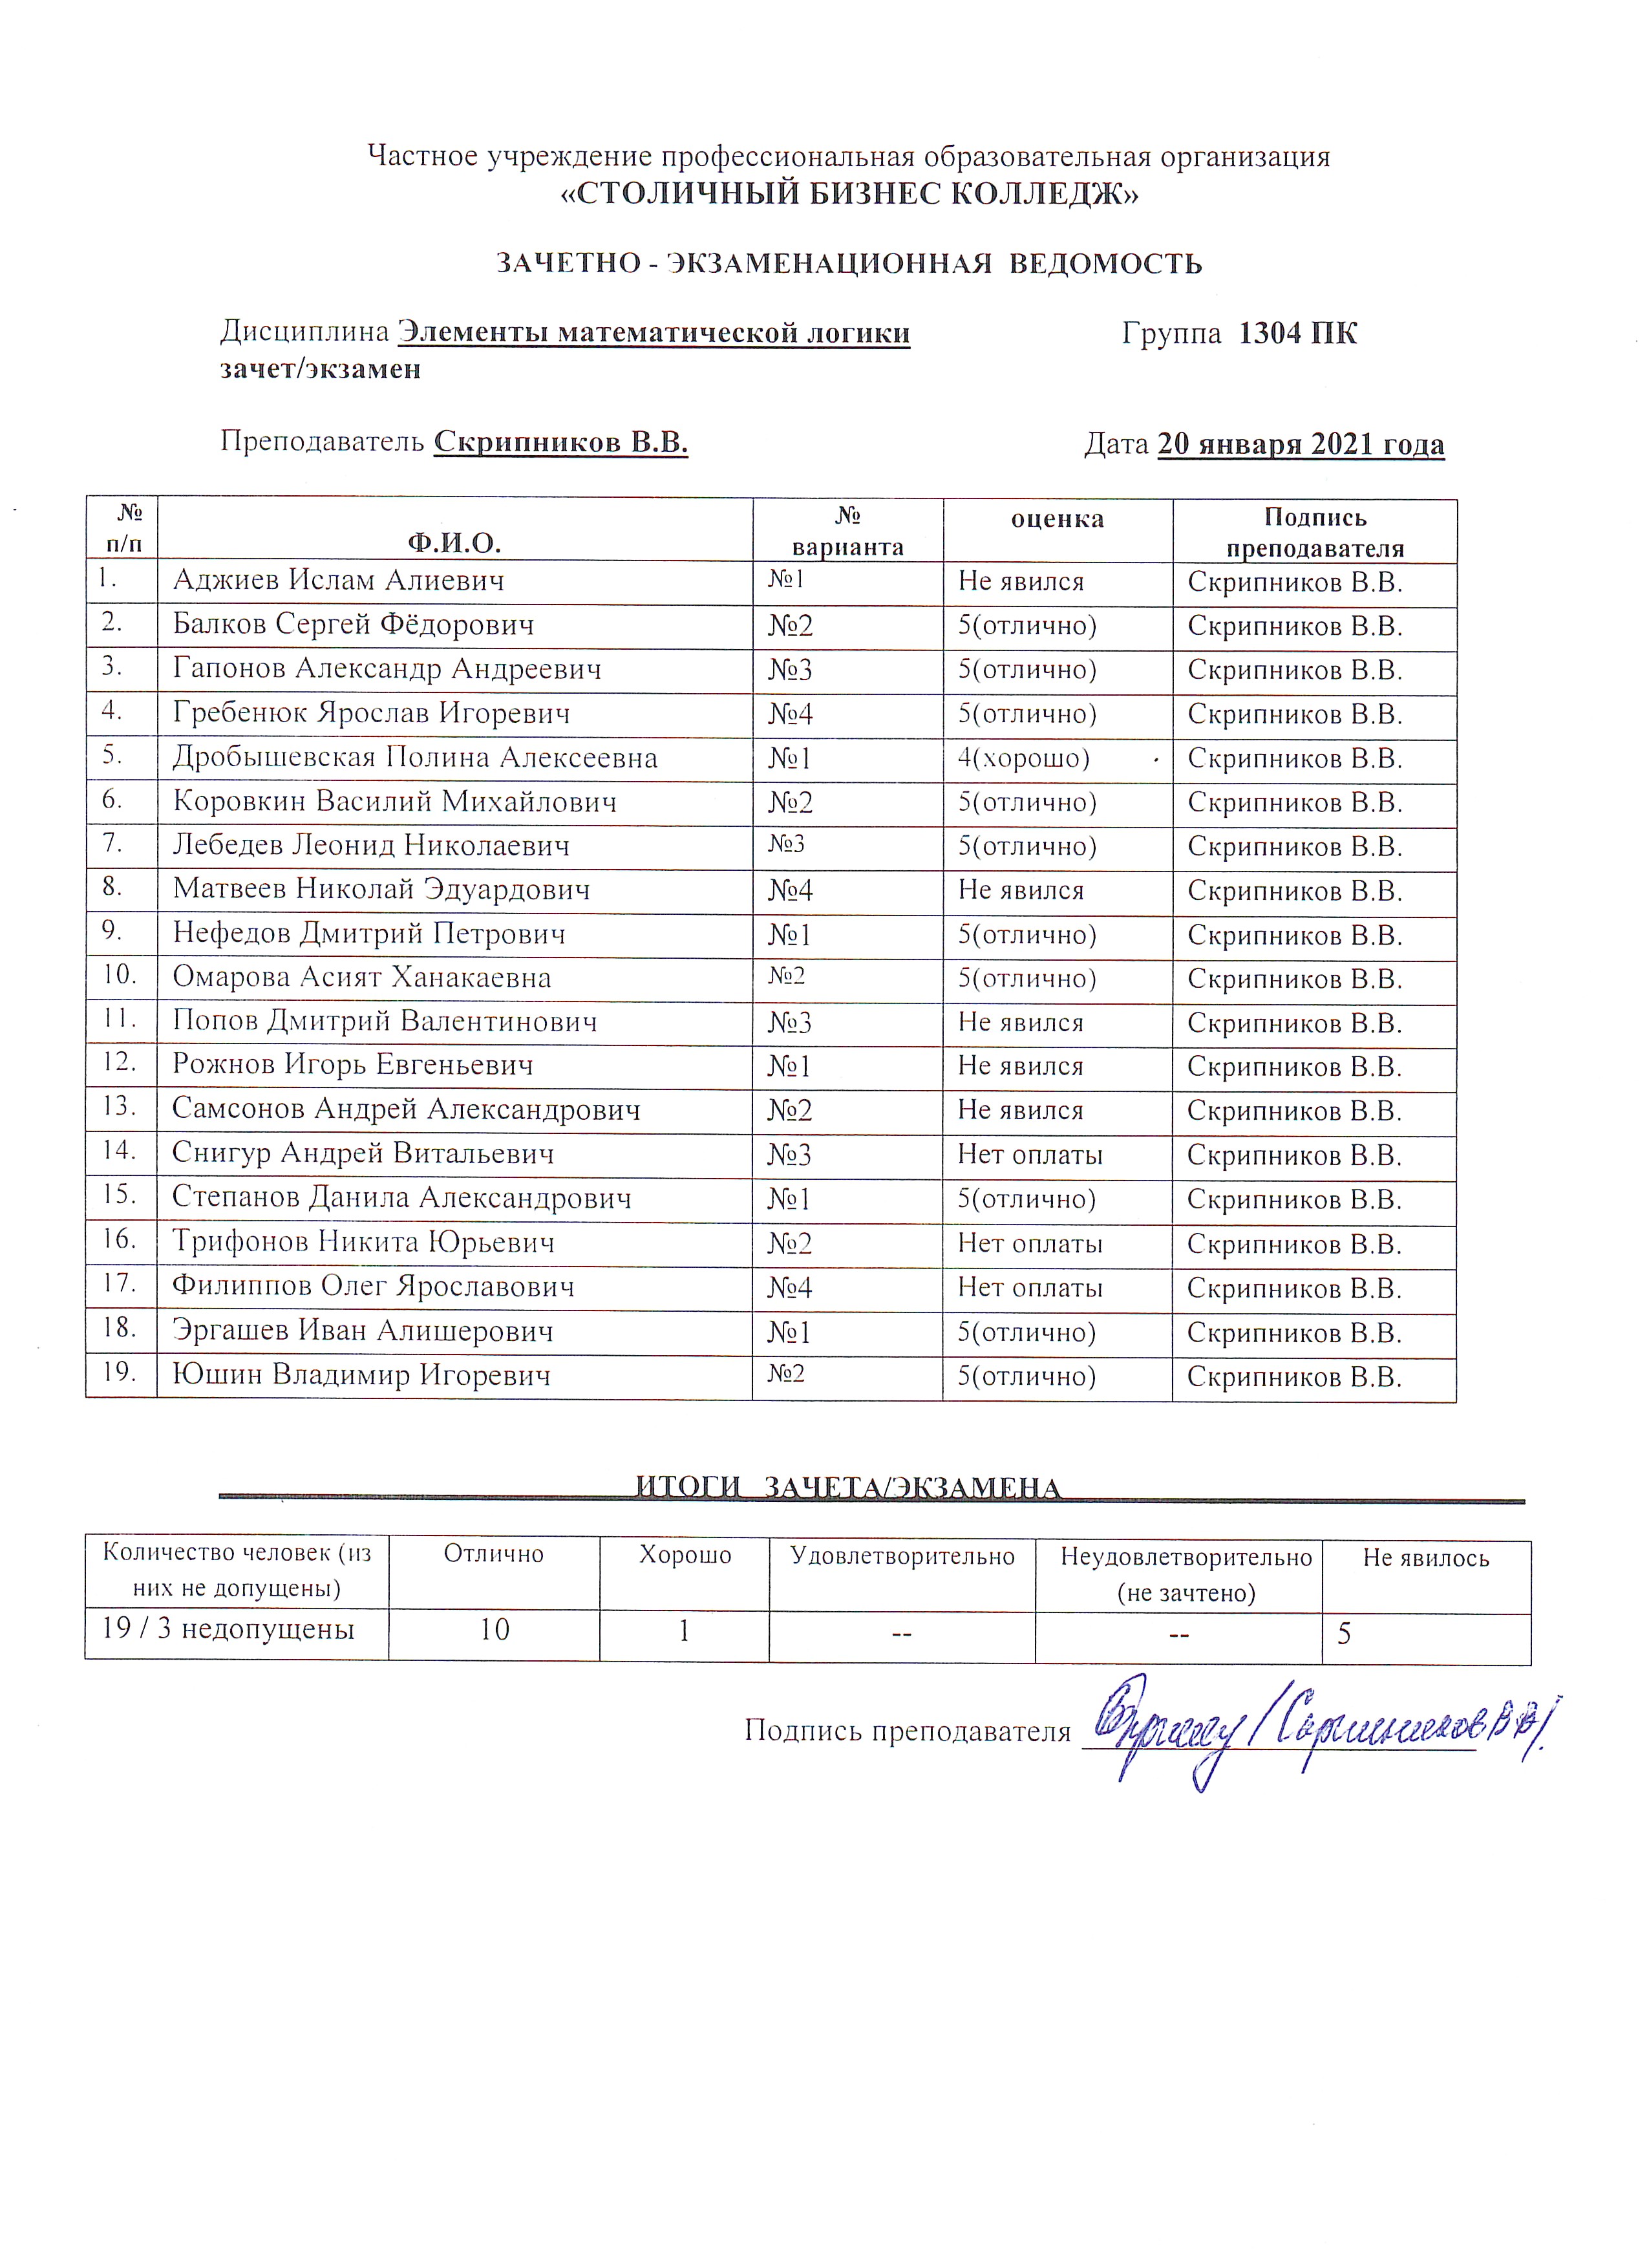 Частное учреждение профессиональная образовательная организация
«СТОЛИЧНЫЙ БИЗНЕС КОЛЛЕДЖ»
ЗАЧЕТНО - ЭКЗАМЕНАЦИОННАЯ ВЕДОМОСТЬ
Дисциплина Элементы математической логики Группа 1304 ПК
зачет/экзамен
Преподаватель Скрипников В.В. Дата 20 января 2021 года
№ п/п Ф.И.О. № варианта оценка Подпись преподавателя
1. Аджиев Ислам Алиевич №1 Не явился Скрипников В.В.
2. Балков Сергей Фёдорович №2 5(отлично) Скрипников В.В.
3. Гапонов Александр Андреевич №3 5(отлично) Скрипников В.В.
4. Гребенюк Ярослав Игоревич №4 5(отлично) Скрипников В.В.
5. Дробышевская Полина Алексеевна №1 4(хорошо) Скрипников В.В.
6. Коровкин Василий Михайлович №2 5(отлично) Скрипников В.В.
7. Лебедев Леонид Николаевич №3 5(отлично) Скрипников В.В.
8. Матвеев Николай Эдуардович №4 Не явился Скрипников В.В.
9. Нефедов Дмитрий Петрович №1 5(отлично) Скрипников В.В.
10. Омарова Асият Ханакаевна №2 5(отлично) Скрипников В.В.
11. Попов Дмитрий Валентинович №3 Не явился Скрипников В.В.
12. Рожнов Игорь Евгеньевич №1 Не явился Скрипников В.В.
13. Самсонов Андрей Александрович №2 Не явился Скрипников В.В.
14. Снигур Андрей Витальевич №3 Нет оплаты Скрипников В.В.
15. Степанов Данила Александрович №1 5(отлично) Скрипников В.В.
16. Трифонов Никита Юрьевич №2 Нет оплаты Скрипников В.В.
17. Филиппов Олег Ярославович №4 Нет оплаты Скрипников В.В.
18. Эргашев Иван Алишерович №1 5(отлично) Скрипников В.В.
19. Юшин Владимир Игоревич №2 5(отлично) Скрипников В.В.
ИТОГИ ЗАЧЕТА/ЭКЗАМЕНА
Количество человек (из них не допущены) Отлично Хорошо Удовлетворительно Неудовлетворительно (не зачтено) Не явилось
19 / 3 недопущены 10 1 -- -- 5
Подпись преподавателя /Скрипников В В/